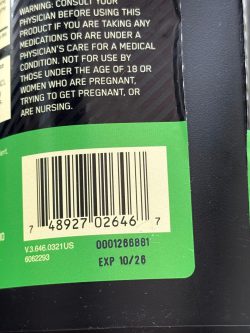 WARNING: CONSULT YOUR
PHYSICIAN BEFORE USING THIS
PRODUCT IF YOU ARE TAKING ANY
MEDICATIONS OR ARE UNDER A
PHYSICIAN'S CARE FOR A MEDICAL
CONDITION. NOT FOR USE BY
THOSE UNDER THE AGE OF 18 OR
WOMEN WHO ARE PREGNANT,
TRYING TO GET PREGNANT, OR
ARE NURSING.
7 48927 02646 7
V.3.646.0321US
6062293
0001266881
EXP 10/26